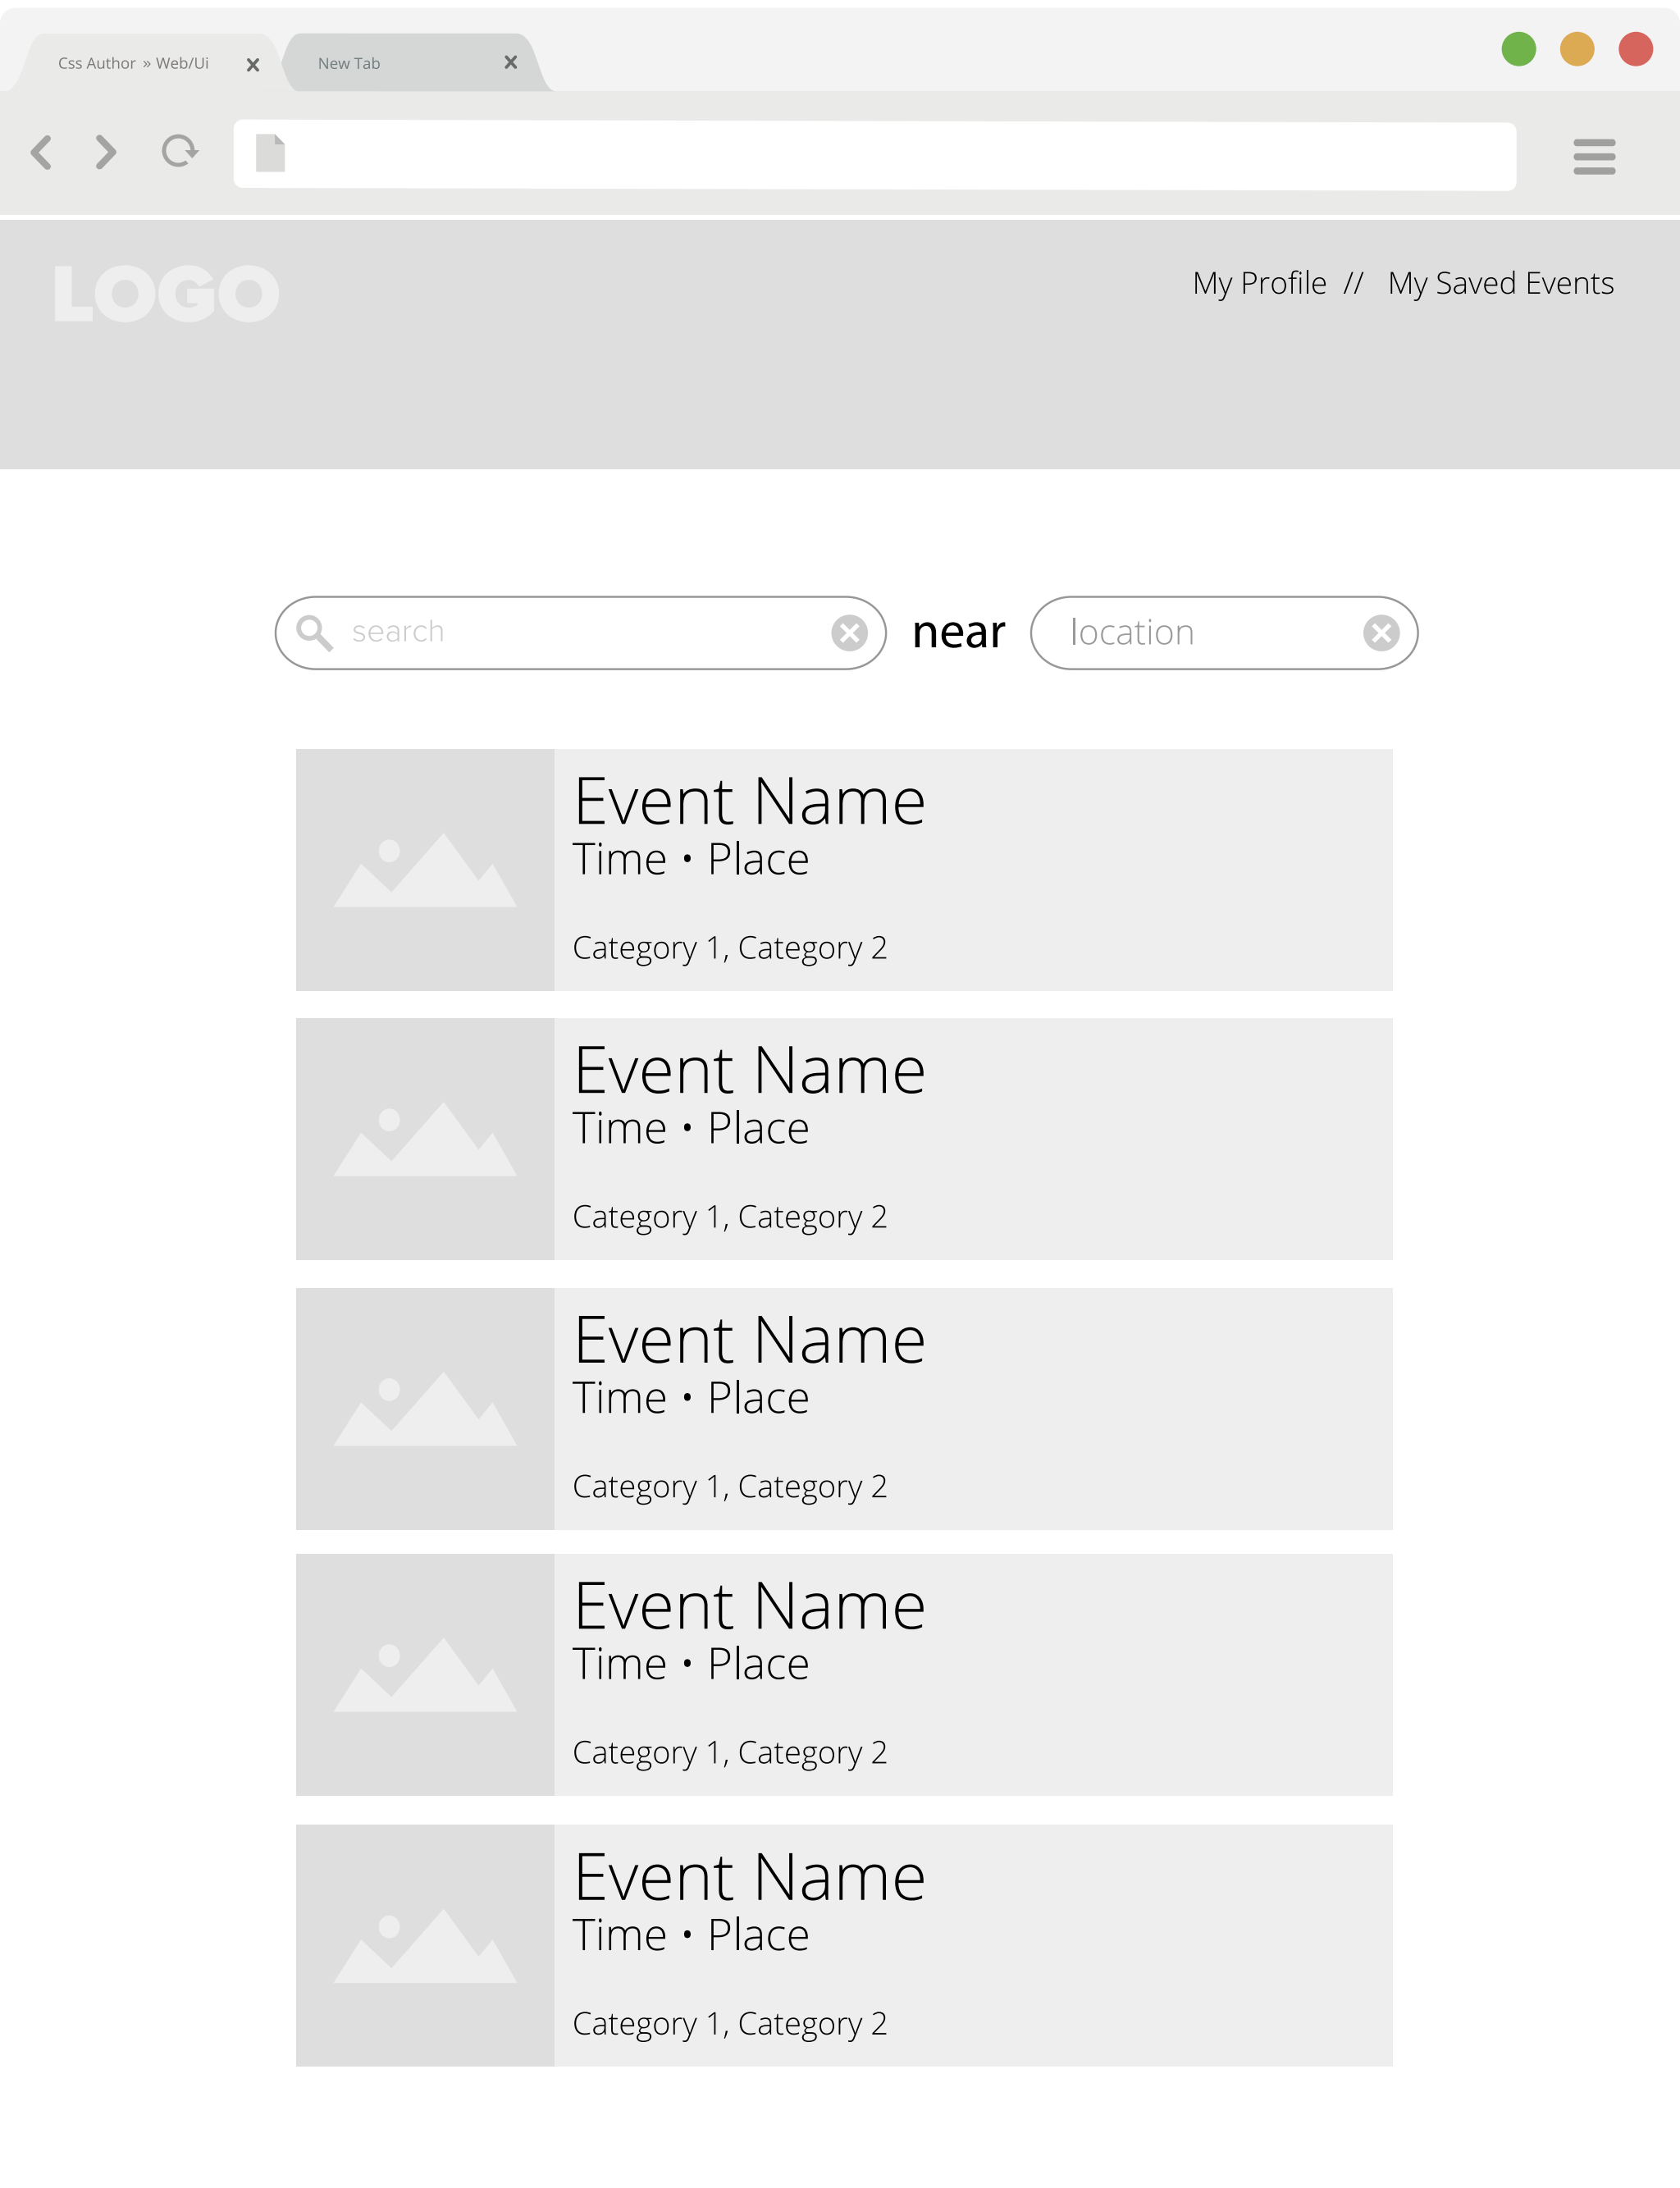 Css Author » Web/Ui
New Tab
LOGO
My Profile // My Saved Events
search
near
location
Event Name
Time • Place
Category 1, Category 2
Event Name
Time • Place
Category 1, Category 2
Event Name
Time • Place
Category 1, Category 2
Event Name
Time • Place
Category 1, Category 2
Event Name
Time • Place
Category 1, Category 2